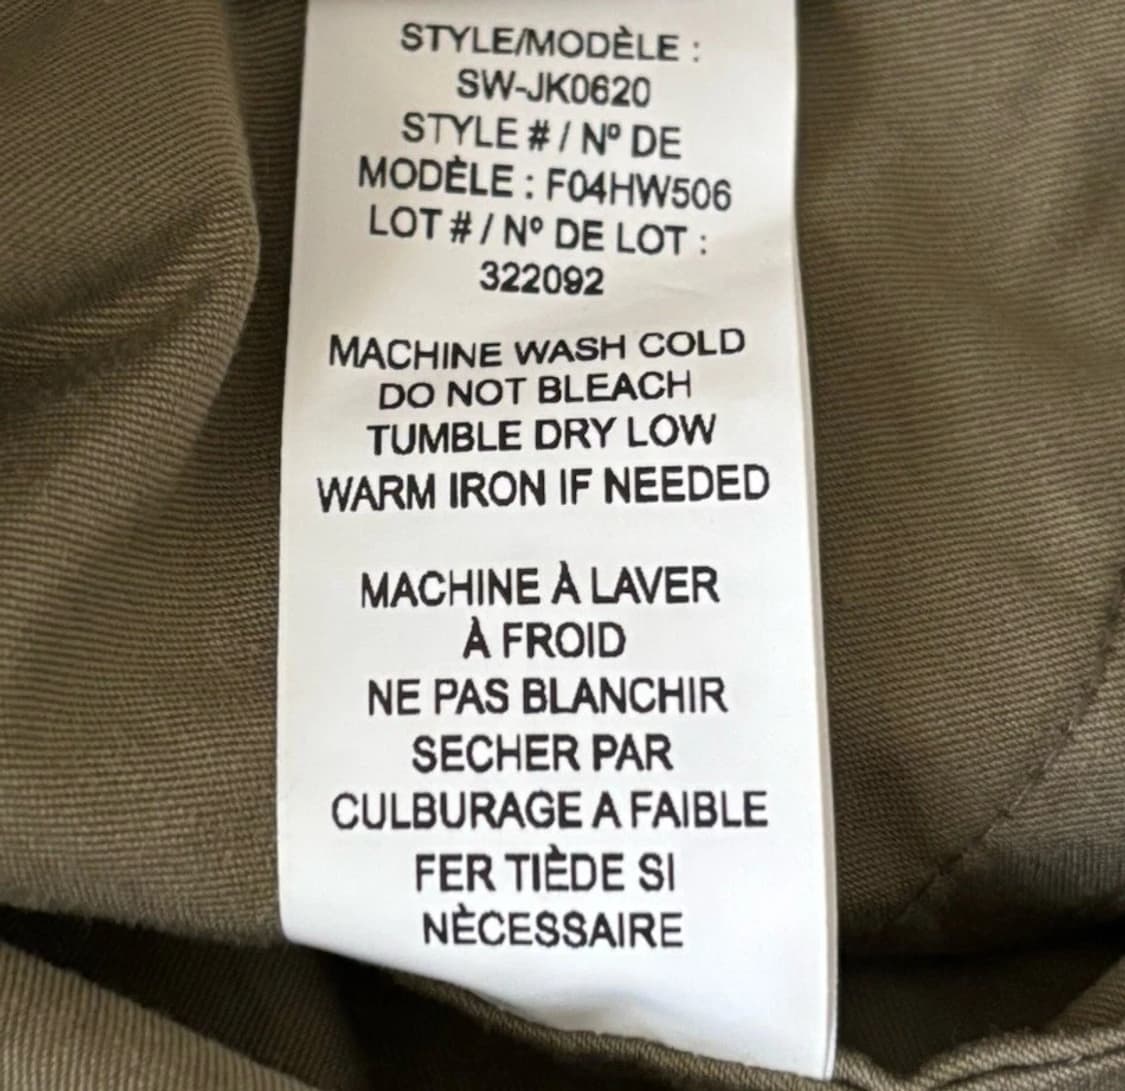 STYLE/MODÈLE :
SW-JK0620
STYLE # / Nº DE
MODÈLE : F04HW506
LOT # / Nº DE LOT :
322092
MACHINE WASH COLD
DO NOT BLEACH
TUMBLE DRY LOW
WARM IRON IF NEEDED
MACHINE À LAVER
À FROID
NE PAS BLANCHIR
SECHER PAR
CULBURAGE A FAIBLE
FER TIÈDE SI
NÈCESSAIRE